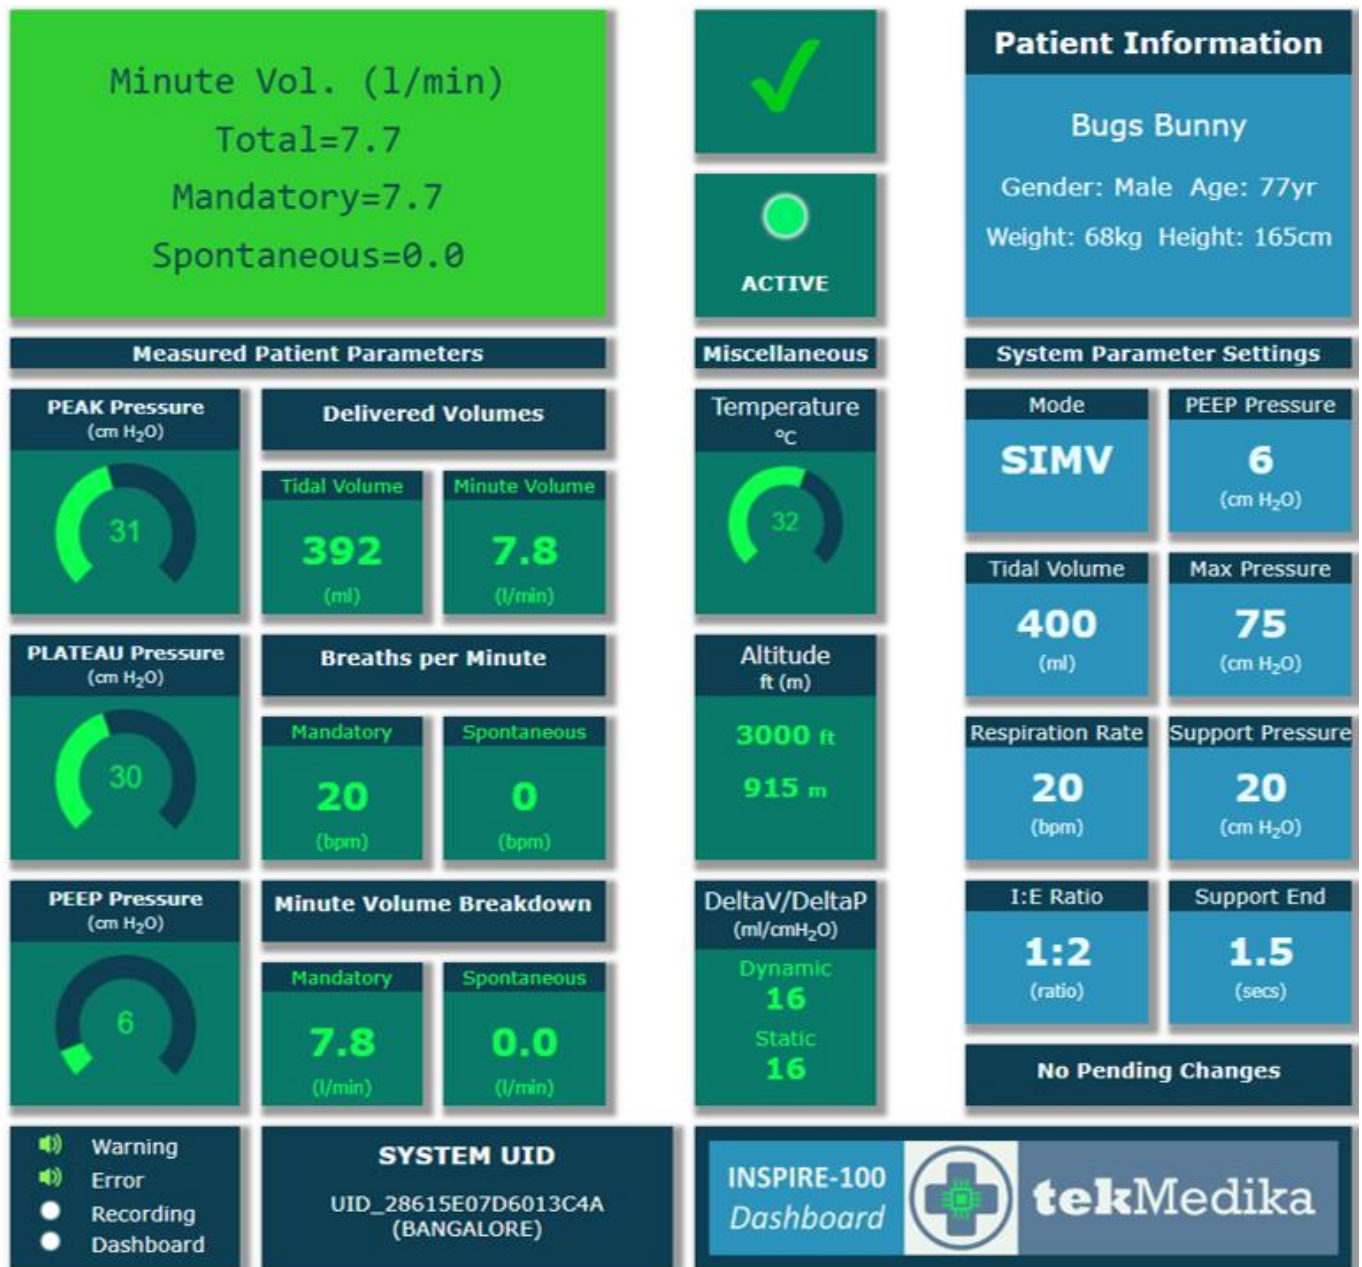 Minute Vol. (l/min)
Total=7.7
Mandatory=7.7
Spontaneous=0.0
ACTIVE
Patient Information
Bugs Bunny
Gender: Male Age: 77yr
Weight: 68kg Height: 165cm
Measured Patient Parameters
PEAK Pressure
(cm H₂O)
31
Delivered Volumes
Tidal Volume
392
(ml)
Minute Volume
7.8
(l/min)
PLATEAU Pressure
(cm H₂O)
30
Breaths per Minute
Mandatory
20
(bpm)
Spontaneous
0
(bpm)
PEEP Pressure
(cm H₂O)
6
Minute Volume Breakdown
Mandatory
7.8
(l/min)
Spontaneous
0.0
(l/min)
Miscellaneous
Temperature
°C
32
Altitude
ft (m)
3000 ft
915 m
DeltaV/DeltaP
(ml/cmH₂O)
Dynamic
16
Static
16
System Parameter Settings
Mode
SIMV
PEEP Pressure
6
(cm H₂O)
Tidal Volume
400
(ml)
Max Pressure
75
(cm H₂O)
Respiration Rate
20
(bpm)
Support Pressure
20
(cm H₂O)
I:E Ratio
1:2
(ratio)
Support End
1.5
(secs)
No Pending Changes
Warning
Error
Recording
Dashboard
SYSTEM UID
UID_28615E07D6013C4A
(BANGALORE)
INSPIRE-100
Dashboard
tekMedika